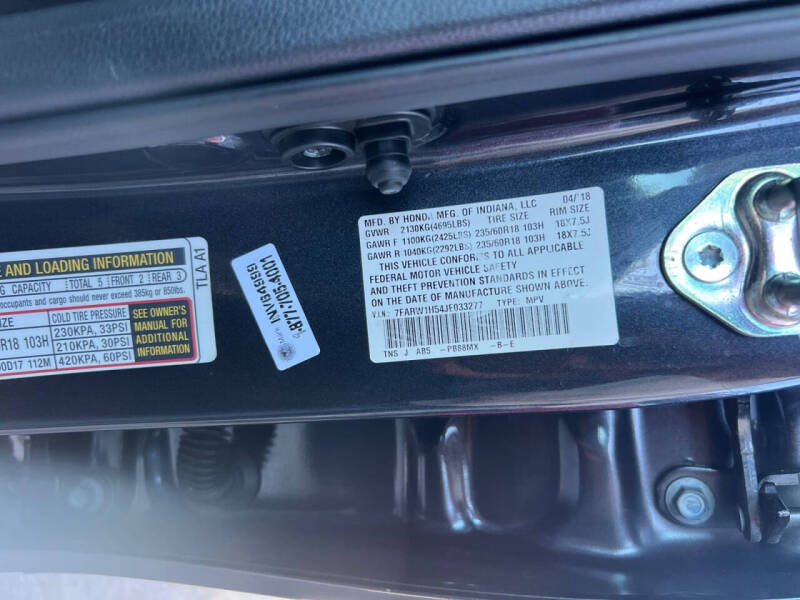 E AND LOADING INFORMATION
NG CAPACITY TOTAL 5 FRONT 2 REAR 3
occupants and cargo should never exceed 385kg or 850lbs.
COLD TIRE PRESSURE
R18 103H 230KPA, 33PSI
210KPA, 30PSI
0D17 112M 420KPA, 60PSI
SEE OWNER'S
MANUAL FOR
ADDITIONAL
INFORMATION
TLA A1
-877-705-4001
MFD. BY HONDA MFG. OF INDIANA, LLC 04/18
GVWR 2130KG(4695LBS) TIRE SIZE RIM SIZE
GAWR F 1100KG(2425LBS) 235/60R18 103H 18X7.5J
GAWR R 1040KG(2292LBS) 235/60R18 103H 18X7.5J
THIS VEHICLE CONFORMS TO ALL APPLICABLE
FEDERAL MOTOR VEHICLE SAFETY
AND THEFT PREVENTION STANDARDS IN EFFECT
ON THE DATE OF MANUFACTURE SHOWN ABOVE.
V.I.N: 7FARW1H54JE033277 TYPE: MPV
TNS J AB5 -PB88MX -B-E